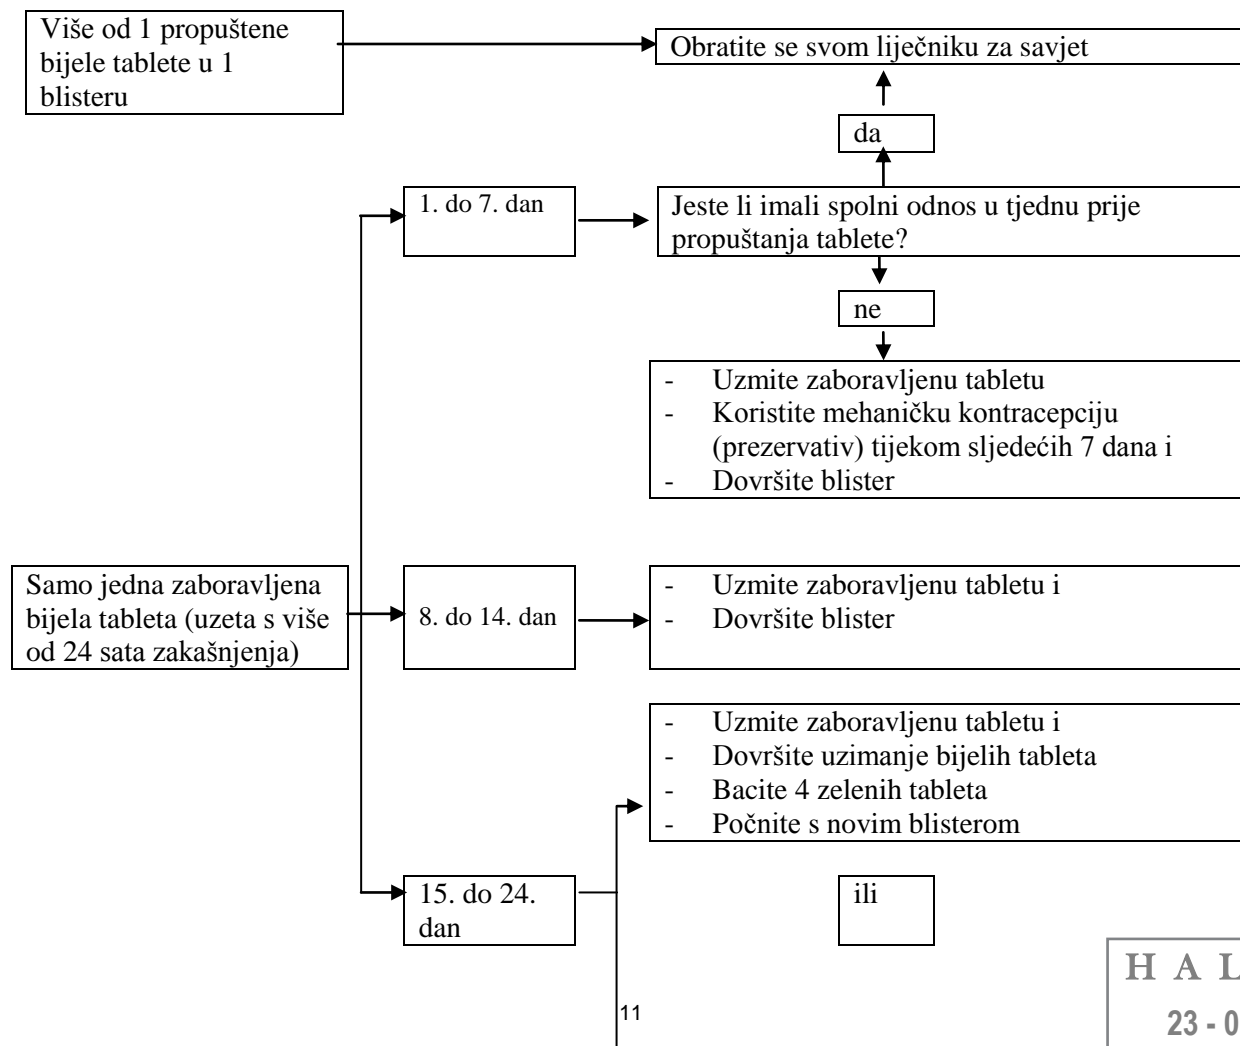 Više od 1 propuštene
bijele tablete u 1
blisteru
Obratite se svom liječniku za savjet
da
1. do 7. dan
Jeste li imali spolni odnos u tjednu prije
propuštanja tablete?
ne
- Uzmite zaboravljenu tabletu
- Koristite mehaničku kontracepciju
(prezervativ) tijekom sljedećih 7 dana i
- Dovršite blister
Samo jedna zaboravljena
bijela tableta (uzeta s više
od 24 sata zakašnjenja)
8. do 14. dan
- Uzmite zaboravljenu tabletu i
- Dovršite blister
- Uzmite zaboravljenu tabletu i
- Dovršite uzimanje bijelih tableta
- Bacite 4 zelenih tableta
- Počnite s novim blisterom
15. do 24.
dan
ili
11
H A L
23 - 0